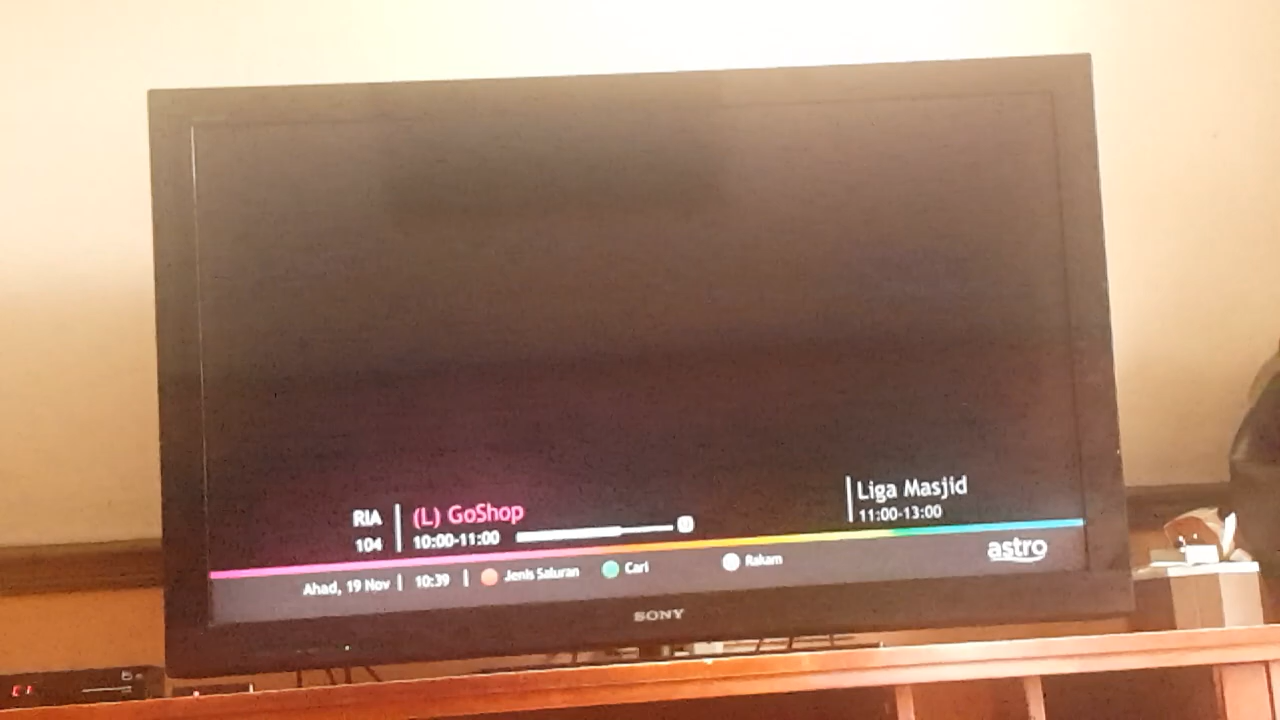 RIA
104
(L) GoShop
10:00-11:00
Liga Masjid
11:00-13:00
Ahad, 19 Nov | 10:39 | Jenis Saluran Cari Rakam
astro
SONY